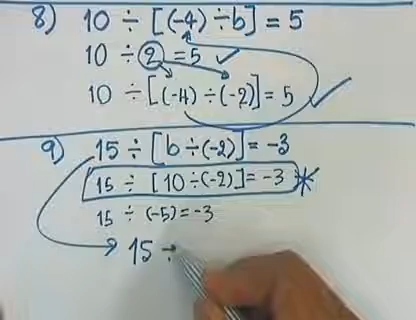 8) 10 ÷ [(-4) ÷ b] = 5
10 ÷ 2 = 5 ✓
10 ÷ [(-4) ÷ (-2)] = 5 ✓
9) 15 ÷ [b ÷ (-2)] = -3
15 ÷ [10 ÷ (-2)] = -3 *
15 ÷ (-5) = -3
15 ÷